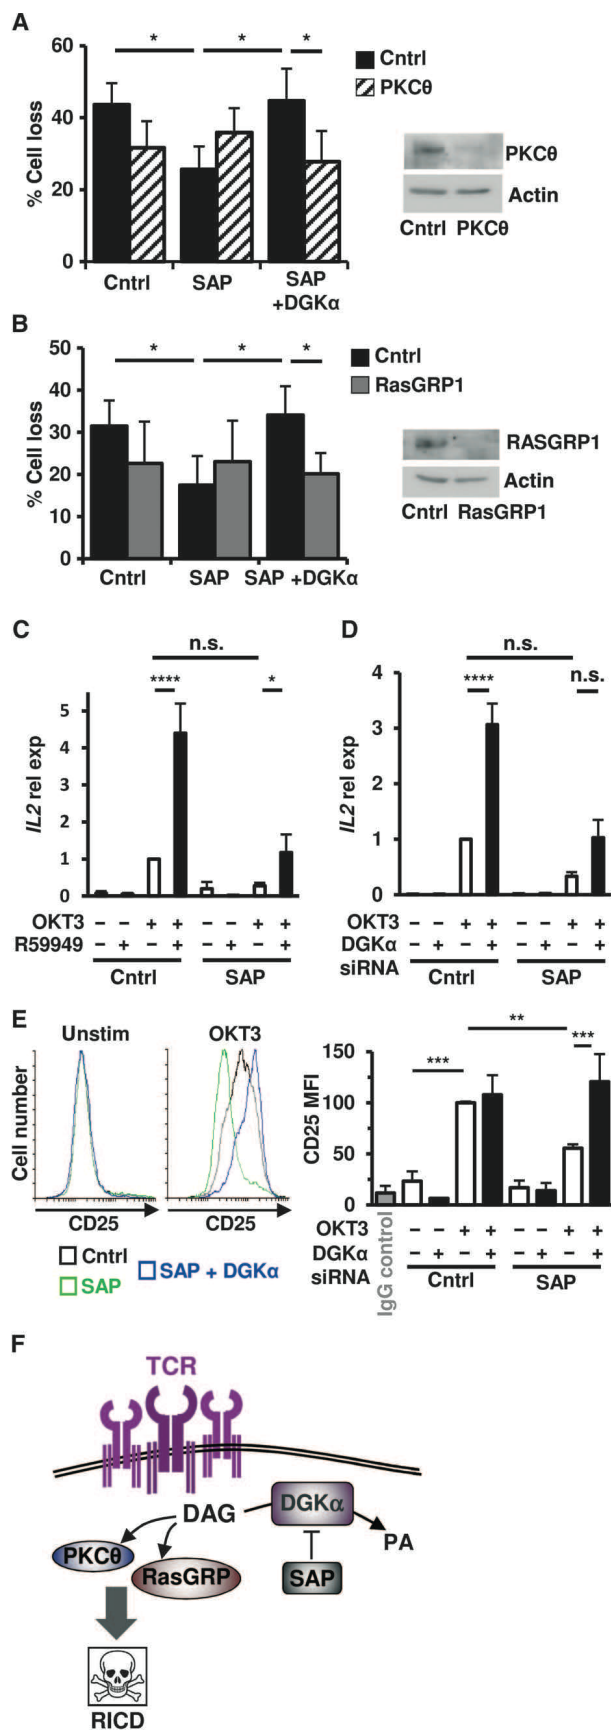 A
*
*
*
60
40
20
0
% Cell loss
Cntrl
PKCθ
Cntrl
SAP
SAP
+DGKα
PKCθ
Actin
Cntrl PKCθ
B
*
*
*
50
40
30
20
10
0
% Cell loss
Cntrl
RasGRP1
Cntrl
SAP
SAP +DGKα
RASGRP1
Actin
Cntrl RasGRP1
C
n.s.
****
*
5
4
3
2
1
0
IL2 rel exp
OKT3 – – + + – – + +
R59949 – + – + – + – +
Cntrl SAP
D
n.s.
****
n.s.
4
3
2
1
0
IL2 rel exp
OKT3 – – + + – – + +
DGKα – + – + – + – +
siRNA Cntrl SAP
E
Unstim
OKT3
Cell number
CD25
CD25
Cntrl
SAP
SAP + DGKα
**
***
***
150
100
50
0
CD25 MFI
IgG control
OKT3 – – + + – – + +
DGKα – + – + – + – +
siRNA Cntrl SAP
F
TCR
DAG
DGKα
PA
PKCθ
RasGRP
SAP
RICD